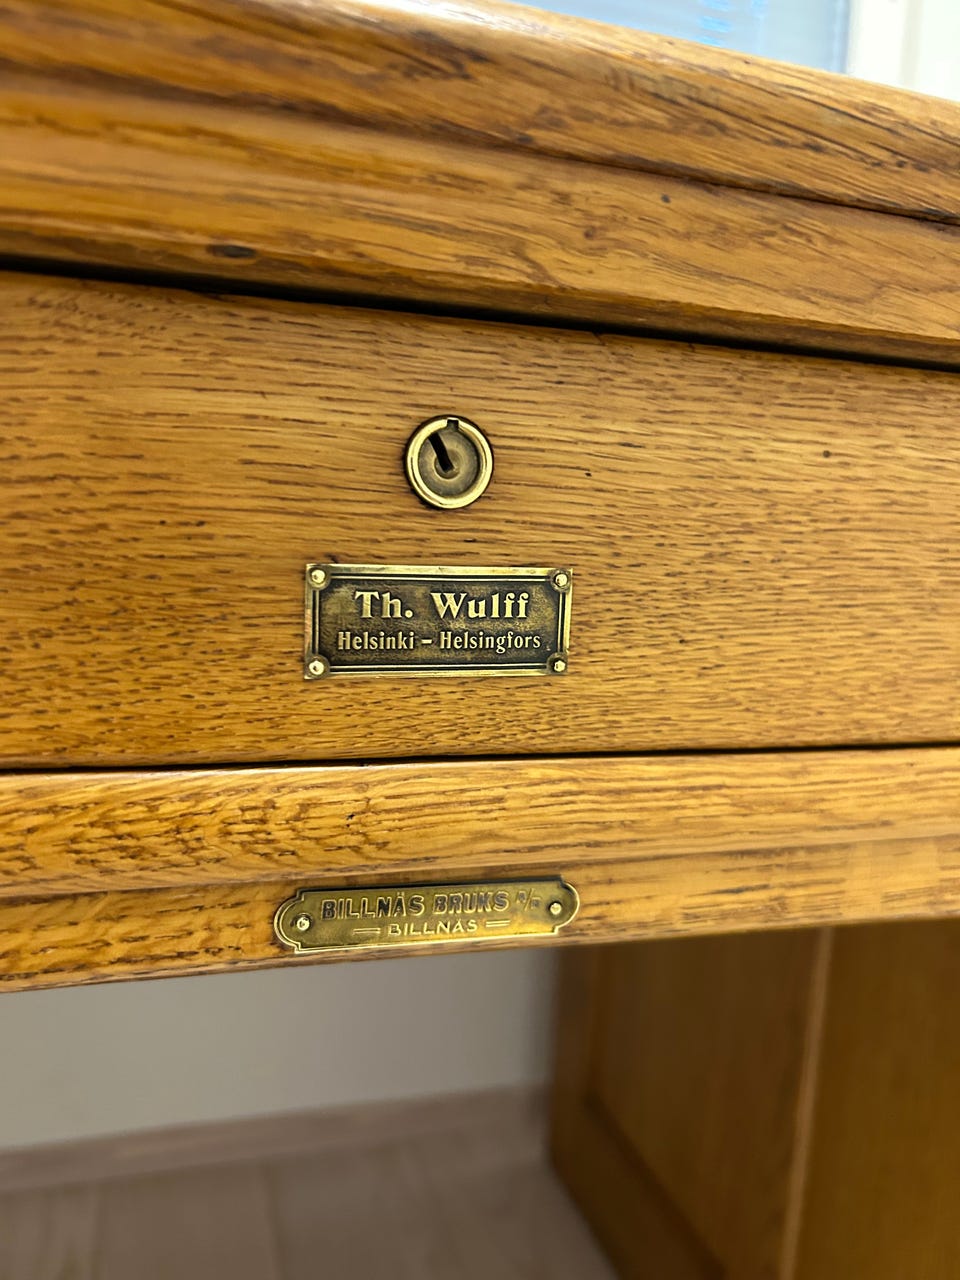 Th. Wulff
Helsinki – Helsingfors
BILLNÄS BRUKS A/B
BILLNÄS